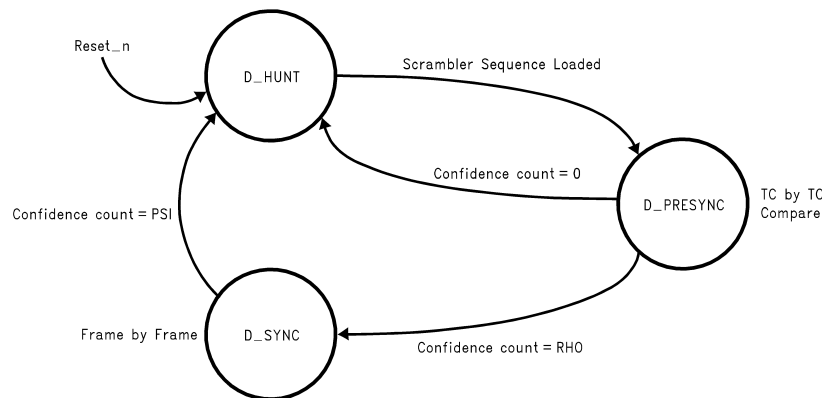 Reset_n
D_HUNT
Scrambler Sequence Loaded
Confidence count = 0
D_PRESYNC
TC by TC
Compare
Confidence count = PSI
Frame by Frame
D_SYNC
Confidence count = RHO